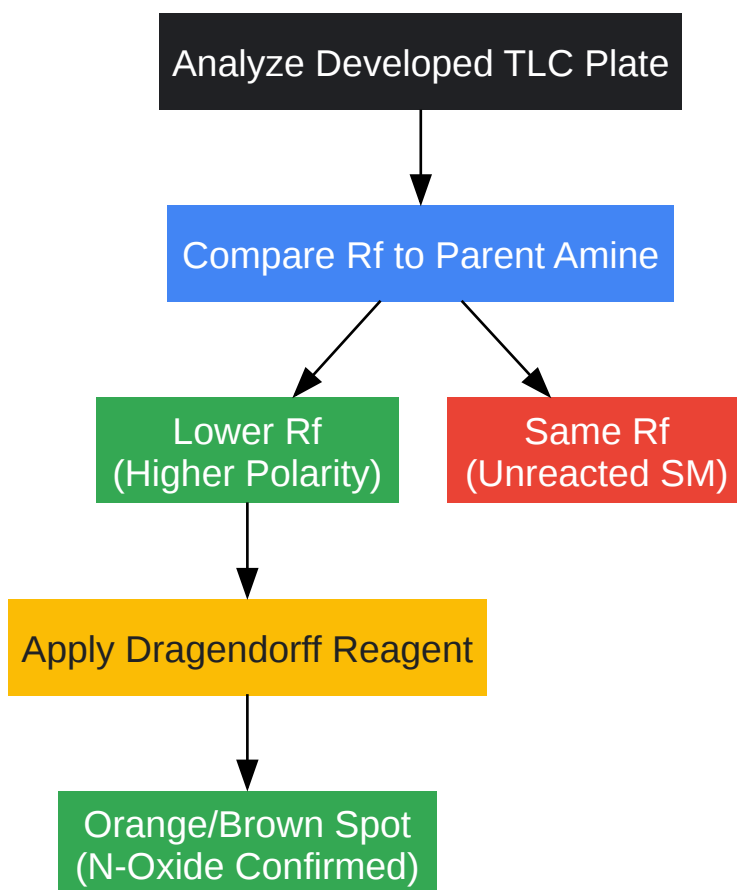 Analyze Developed TLC Plate
Compare Rf to Parent Amine
Lower Rf
(Higher Polarity)
Same Rf
(Unreacted SM)
Apply Dragendorff Reagent
Orange/Brown Spot
(N-Oxide Confirmed)